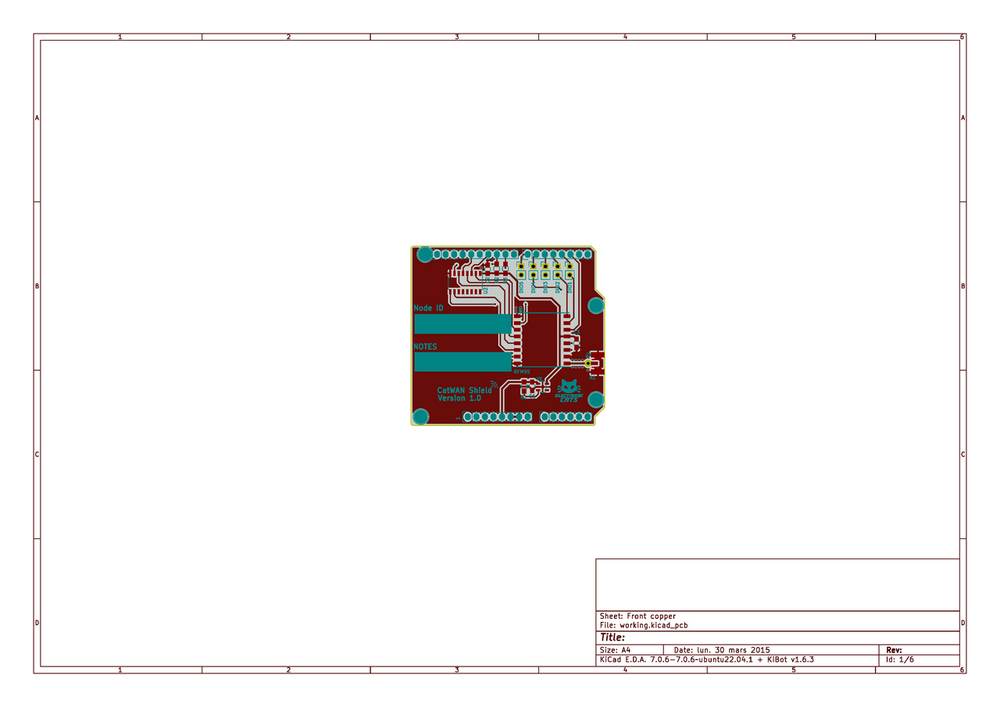 1 2 3 4 5 6
A A
B B
C C
D D
Node ID
NOTES
CatWAN Shield
Version 1.0
ELECTRONIC
CATS
Sheet: Front copper
File: working.kicad_pcb
Title:
Size: A4 Date: lun. 30 mars 2015 Rev:
KiCad E.D.A. 7.0.6-7.0.6~ubuntu22.04.1 + KiBot v1.6.3 Id: 1/6
1 2 3 4 5 6